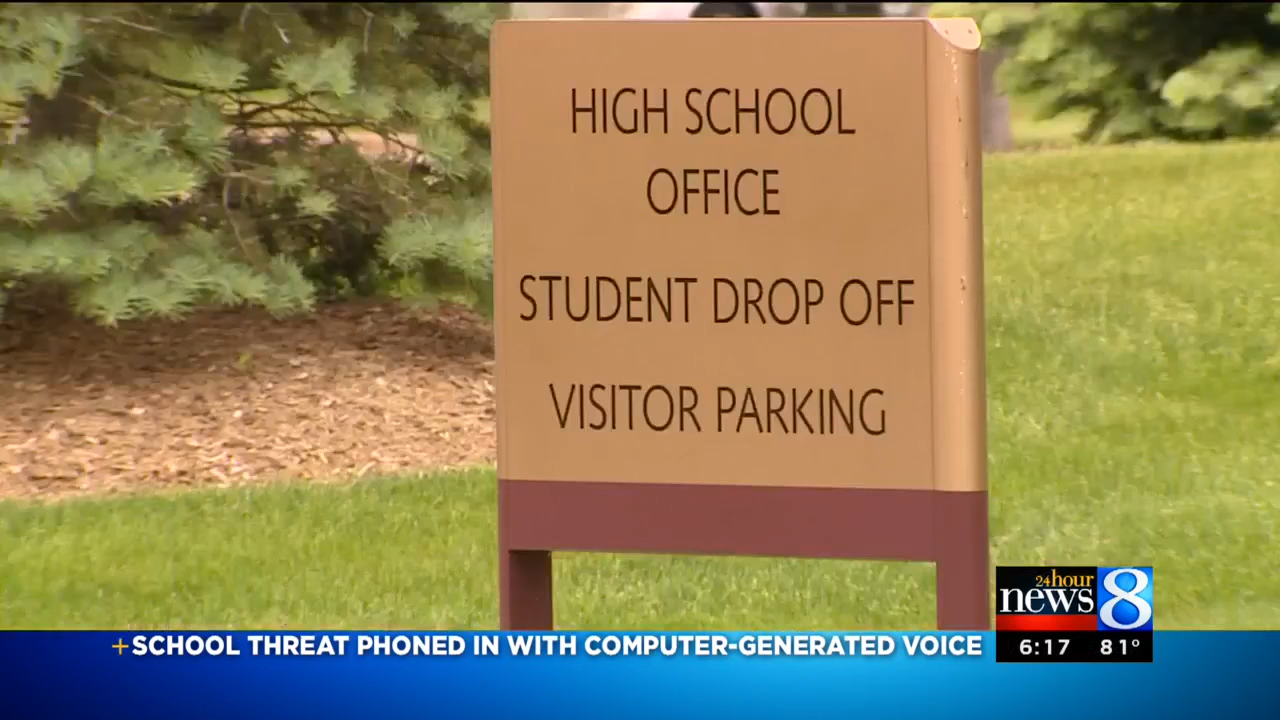 HIGH SCHOOL
OFFICE
STUDENT DROP OFF
VISITOR PARKING
24hour
news 8
+SCHOOL THREAT PHONED IN WITH COMPUTER-GENERATED VOICE
6:17 81°